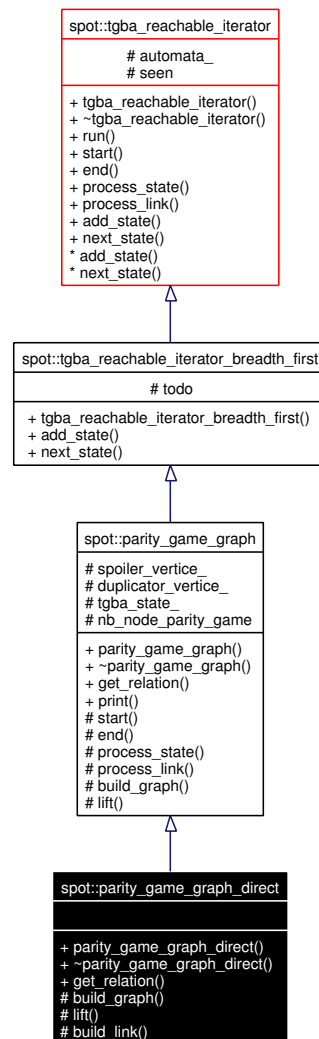 spot::tgba_reachable_iterator
# automata_
# seen
+ tgba_reachable_iterator()
+ ~tgba_reachable_iterator()
+ run()
+ start()
+ end()
+ process_state()
+ process_link()
+ add_state()
+ next_state()
* add_state()
* next_state()
spot::tgba_reachable_iterator_breadth_first
# todo
+ tgba_reachable_iterator_breadth_first()
+ add_state()
+ next_state()
spot::parity_game_graph
# spoiler_vertice_
# duplicator_vertice_
# tgba_state_
# nb_node_parity_game
+ parity_game_graph()
+ ~parity_game_graph()
+ get_relation()
+ print()
# start()
# end()
# process_state()
# process_link()
# build_graph()
# lift()
spot::parity_game_graph_direct
+ parity_game_graph_direct()
+ ~parity_game_graph_direct()
+ get_relation()
# build_graph()
# lift()
# build_link()